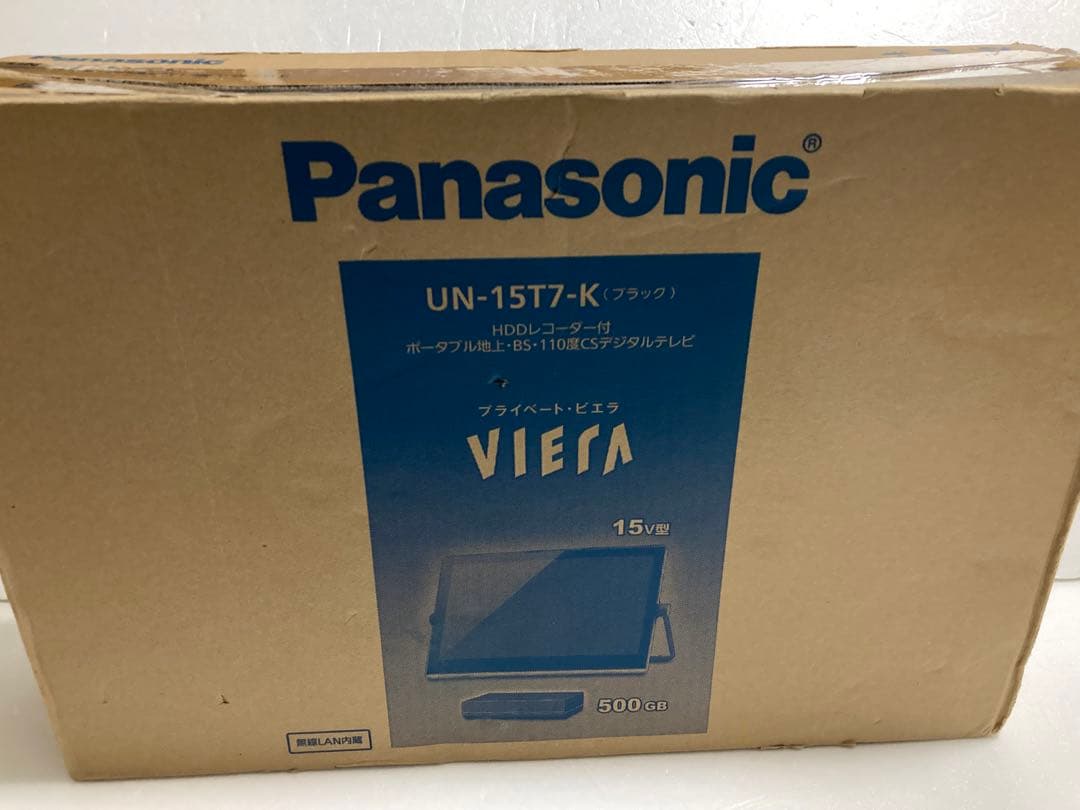 Panasonic
Panasonic®
UN-15T7-K(ブラック)
HDDレコーダー付
ポータブル地上・BS・110度CSデジタルテレビ
プライベート・ビエラ
VIERA
15V型
500GB
無線LAN内蔵